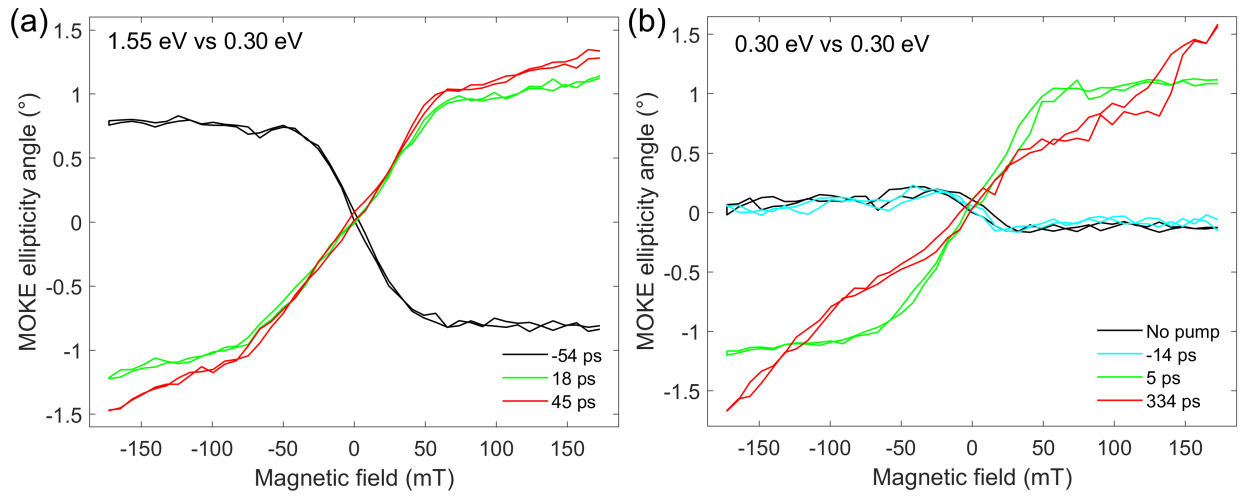 (a)
1.55 eV vs 0.30 eV
MOKE ellipticity angle (°)
1.5
1
0.5
0
-0.5
-1
-1.5
-150 -100 -50 0 50 100 150
Magnetic field (mT)
-54 ps
18 ps
45 ps
(b)
0.30 eV vs 0.30 eV
MOKE ellipticity angle (°)
1.5
1
0.5
0
-0.5
-1
-1.5
-150 -100 -50 0 50 100 150
Magnetic field (mT)
No pump
-14 ps
5 ps
334 ps